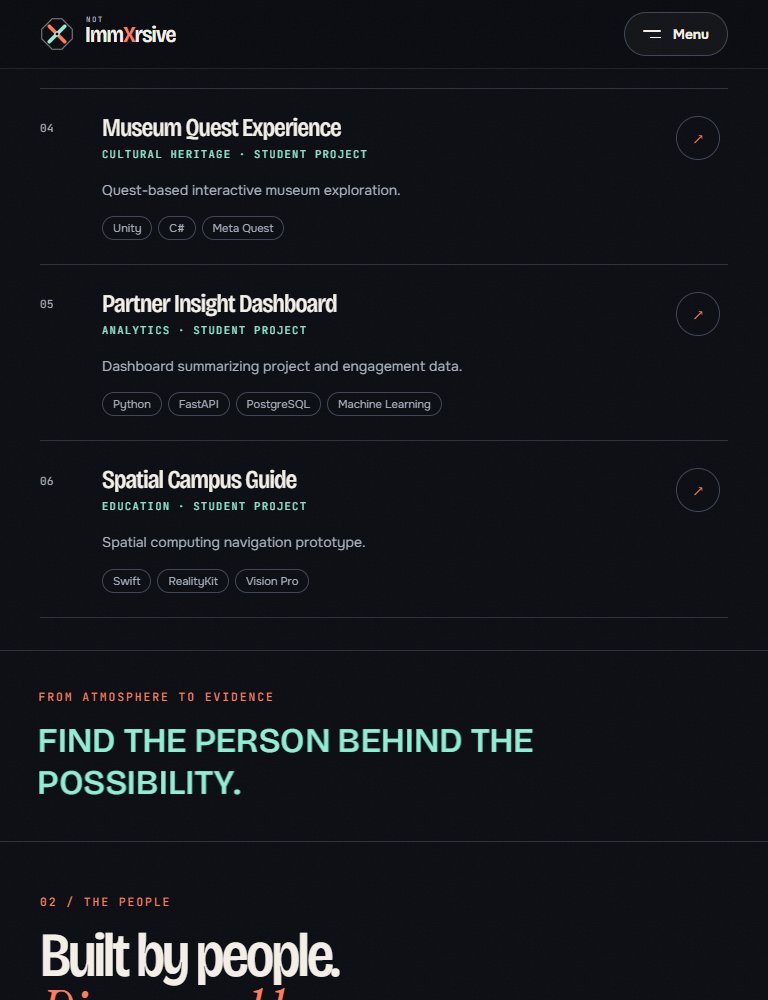 NOT
ImmXrsive
Menu
04
Museum Quest Experience
CULTURAL HERITAGE · STUDENT PROJECT
↗
Quest-based interactive museum exploration.
Unity C# Meta Quest
05
Partner Insight Dashboard
ANALYTICS · STUDENT PROJECT
↗
Dashboard summarizing project and engagement data.
Python FastAPI PostgreSQL Machine Learning
06
Spatial Campus Guide
EDUCATION · STUDENT PROJECT
↗
Spatial computing navigation prototype.
Swift RealityKit Vision Pro
FROM ATMOSPHERE TO EVIDENCE
FIND THE PERSON BEHIND THE
POSSIBILITY.
02 / THE PEOPLE
Built by people.